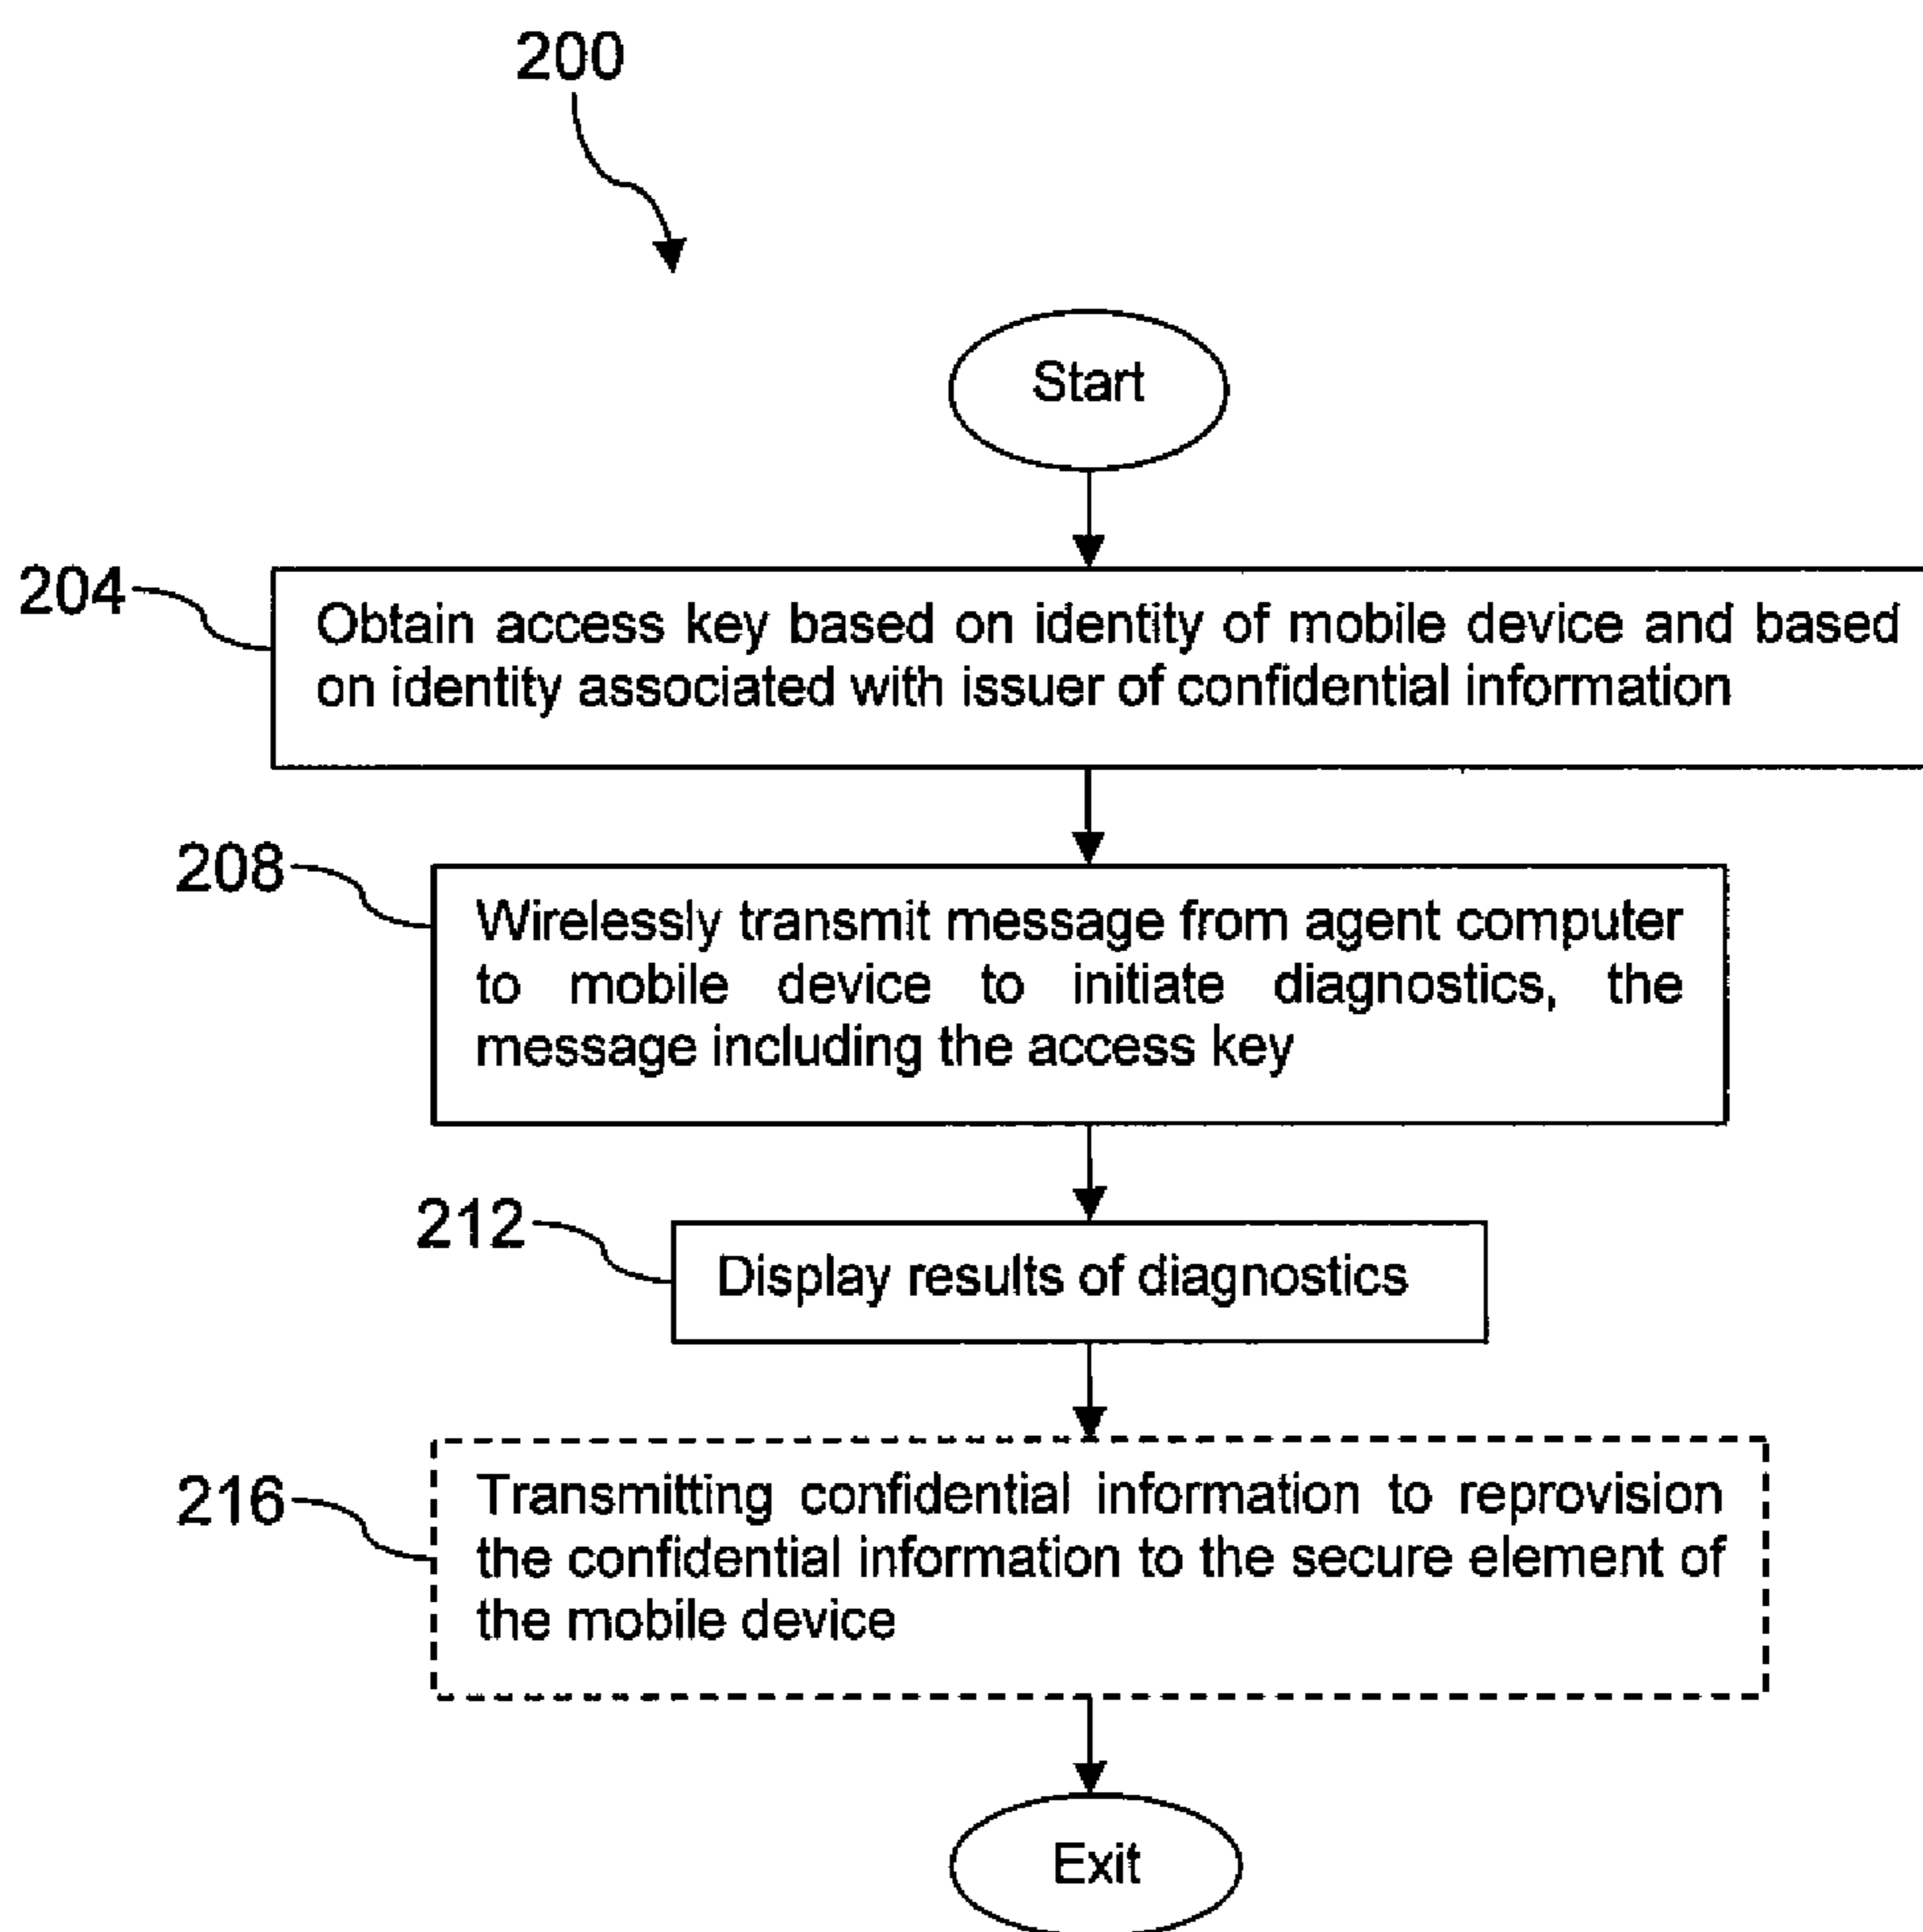 200
Start
204
Obtain access key based on identity of mobile device and based
on identity associated with issuer of confidential information
208
Wirelessly transmit message from agent computer
to mobile device to initiate diagnostics, the
message including the access key
212
Display results of diagnostics
216
Transmitting confidential information to reprovision
the confidential information to the secure element of
the mobile device
Exit